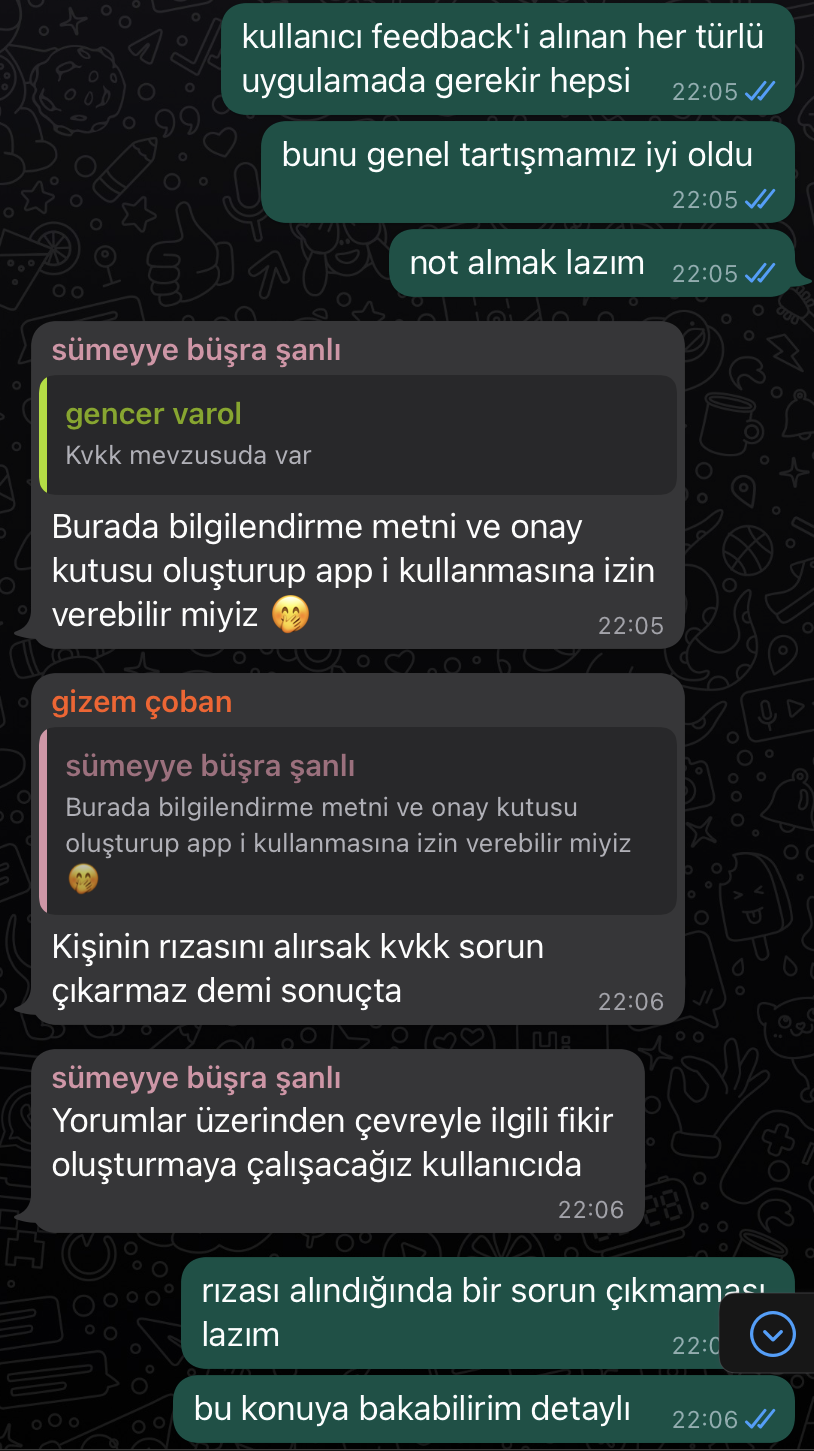 kullanıcı feedback'i alınan her türlü
uygulamada gerekir hepsi
22:05
bunu genel tartışmamız iyi oldu
22:05
not almak lazım
22:05
sümeyye büşra şanlı
gencer varol
Kvkk mevzusuda var
Burada bilgilendirme metni ve onay
kutusu oluşturup app i kullanmasına izin
verebilir miyiz 🤭
22:05
gizem çoban
sümeyye büşra şanlı
Burada bilgilendirme metni ve onay kutusu
oluşturup app i kullanmasına izin verebilir miyiz
🤭
Kişinin rızasını alırsak kvkk sorun
çıkarmaz demi sonuçta
22:06
sümeyye büşra şanlı
Yorumlar üzerinden çevreyle ilgili fikir
oluşturmaya çalışacağız kullanıcıda
22:06
rızası alındığında bir sorun çıkmaması
lazım
bu konuya bakabilirim detaylı
22:06